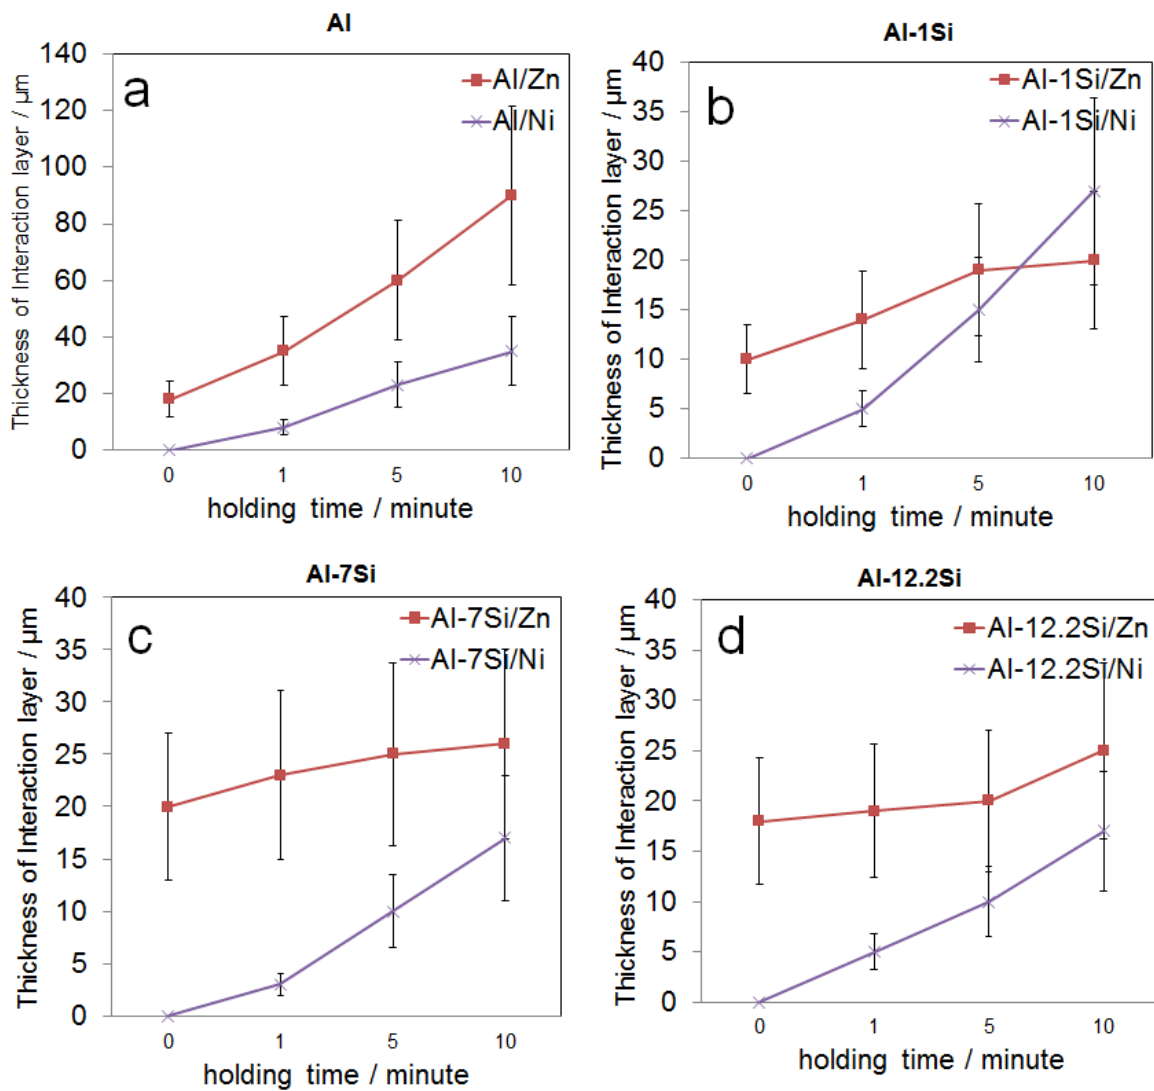 Al
a
Al/Zn
Al/Ni
140
120
100
80
60
40
20
0
Thickness of Interaction layer / μm
0 1 5 10
holding time / minute
Al-1Si
b
Al-1Si/Zn
Al-1Si/Ni
40
35
30
25
20
15
10
5
0
Thickness of Interaction layer / μm
0 1 5 10
holding time / minute
Al-7Si
c
Al-7Si/Zn
Al-7Si/Ni
40
35
30
25
20
15
10
5
0
Thickness of Interaction layer / μm
0 1 5 10
holding time / minute
Al-12.2Si
d
Al-12.2Si/Zn
Al-12.2Si/Ni
40
35
30
25
20
15
10
5
0
Thickness of Interaction layer / μm
0 1 5 10
holding time / minute